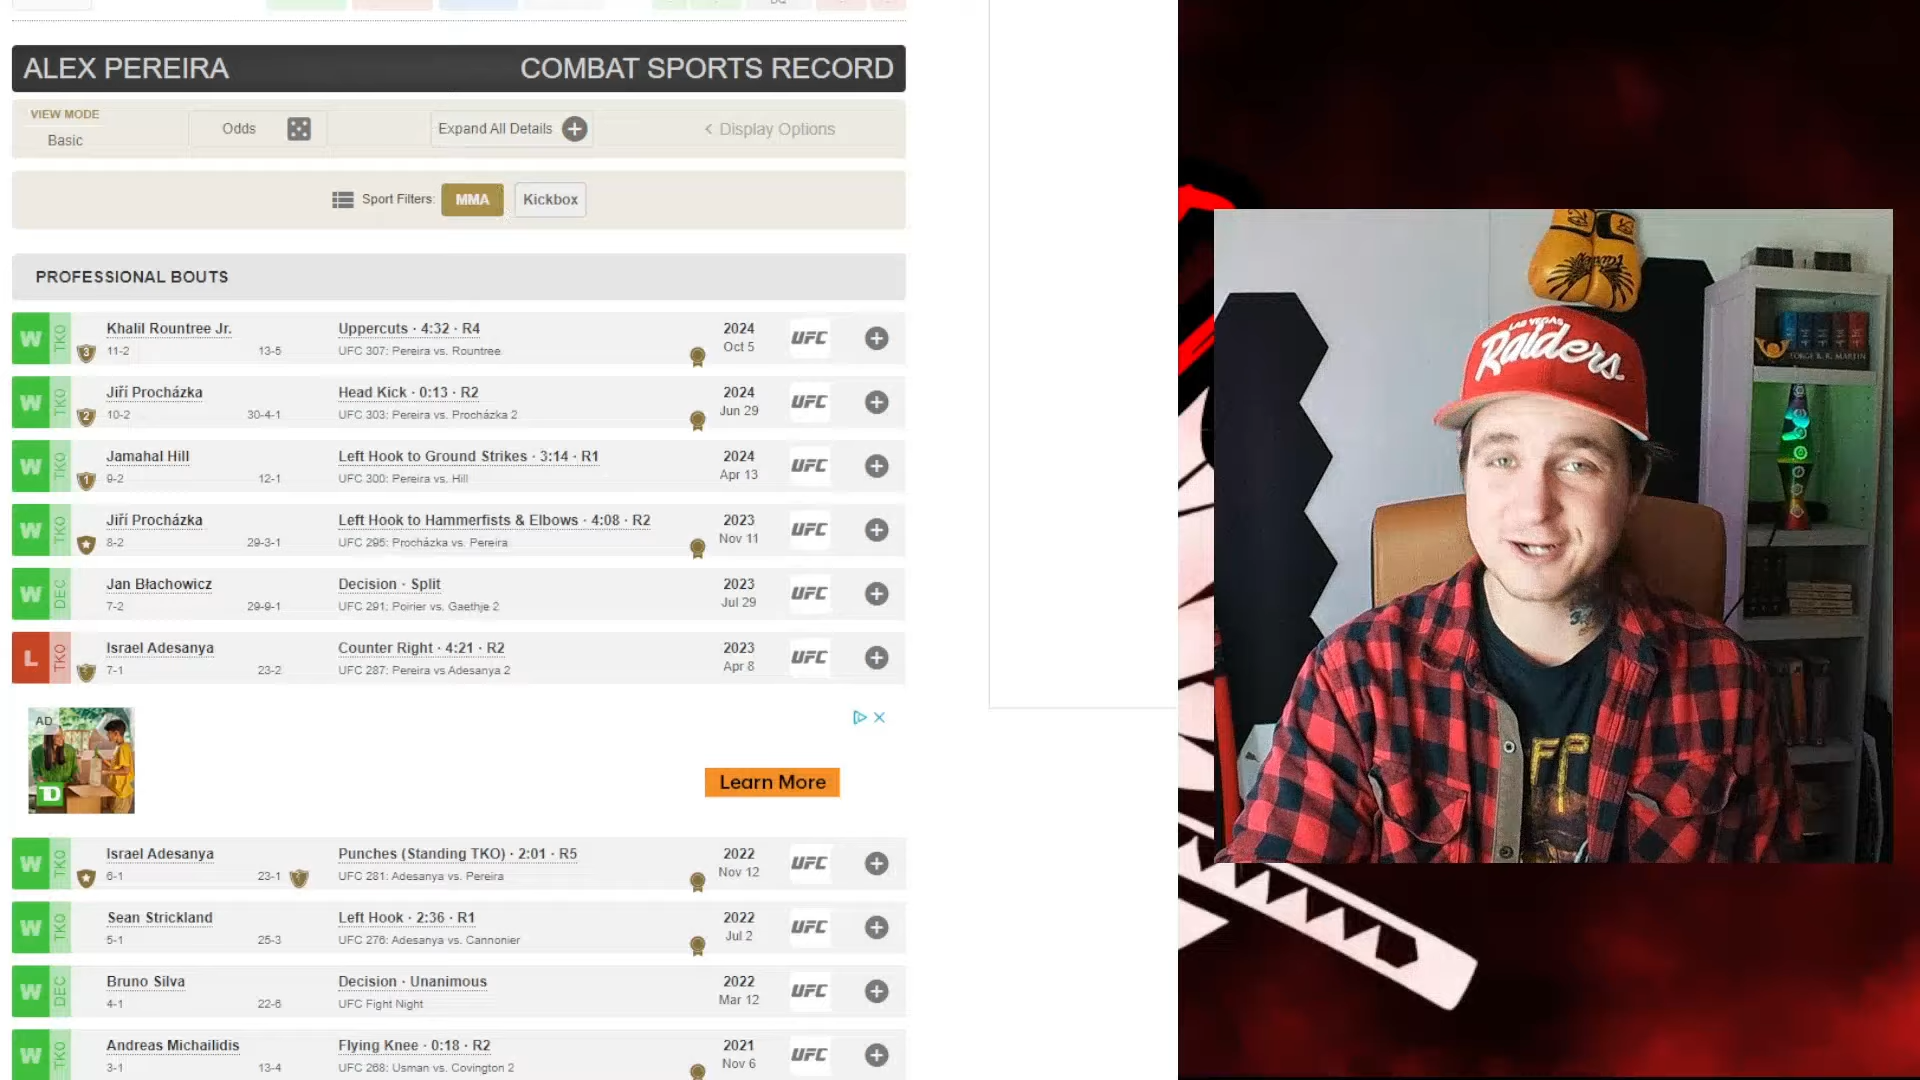 DQ
ALEX PEREIRA COMBAT SPORTS RECORD
VIEW MODE
Basic
Odds
Expand All Details
Display Options
Sport Filters: MMA Kickbox
PROFESSIONAL BOUTS
W TKO Khalil Rountree Jr. Uppercuts · 4:32 · R4 2024 UFC
3 11-2 13-5 UFC 307: Pereira vs. Rountree Oct 5
W TKO Jiří Procházka Head Kick · 0:13 · R2 2024 UFC
2 10-2 30-4-1 UFC 303: Pereira vs. Procházka 2 Jun 29
W TKO Jamahal Hill Left Hook to Ground Strikes · 3:14 · R1 2024 UFC
1 9-2 12-1 UFC 300: Pereira vs. Hill Apr 13
W TKO Jiří Procházka Left Hook to Hammerfists & Elbows · 4:08 · R2 2023 UFC
8-2 29-3-1 UFC 295: Procházka vs. Pereira Nov 11
W DEC Jan Błachowicz Decision · Split 2023 UFC
7-2 29-9-1 UFC 291: Poirier vs. Gaethje 2 Jul 29
L TKO Israel Adesanya Counter Right · 4:21 · R2 2023 UFC
7-1 23-2 UFC 287: Pereira vs Adesanya 2 Apr 8
AD
TD
Learn More
W TKO Israel Adesanya Punches (Standing TKO) · 2:01 · R5 2022 UFC
6-1 23-1 UFC 281: Adesanya vs. Pereira Nov 12
W TKO Sean Strickland Left Hook · 2:36 · R1 2022 UFC
5-1 25-3 UFC 276: Adesanya vs. Cannonier Jul 2
W DEC Bruno Silva Decision · Unanimous 2022 UFC
4-1 22-6 UFC Fight Night Mar 12
W TKO Andreas Michailidis Flying Knee · 0:18 · R2 2021 UFC
3-1 13-4 UFC 268: Usman vs. Covington 2 Nov 6
LAS VEGAS
Raiders
GEORGE R. R. MARTIN